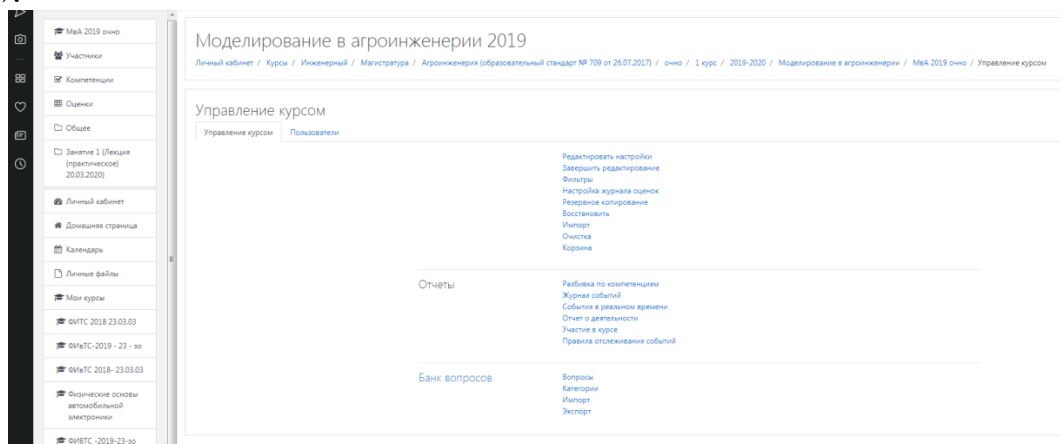 МвА 2019 очно
Участники
Компетенции
Оценки
Общее
Занятие 1 (Лекция
(практическое)
20.03.2020)
Личный кабинет
Домашняя страница
Календарь
Личные файлы
Мои курсы
ФИТС 2018 23.03.03
ФИвТС-2019 - 23 - зо
ФИвТС 2018- 23.03.03
Физические основы
автомобильной
электроники
ФИВТС -2019-23-зо
Моделирование в агроинженерии 2019
Личный кабинет / Курсы / Инженерный / Магистратура / Агроинженерия (образовательный стандарт № 709 от 26.07.2017) / очно / 1 курс / 2019-2020 / Моделирование в агроинженерии / МвА 2019 очно / Управление курсом
Управление курсом
Управление курсом Пользователи
Редактировать настройки
Завершить редактирование
Фильтры
Настройка журнала оценок
Резервное копирование
Восстановить
Импорт
Очистка
Корзина
Отчеты
Разбивка по компетенциям
Журнал событий
События в реальном времени
Отчет о деятельности
Участие в курсе
Правила отслеживания событий
Банк вопросов
Вопросы
Категории
Импорт
Экспорт